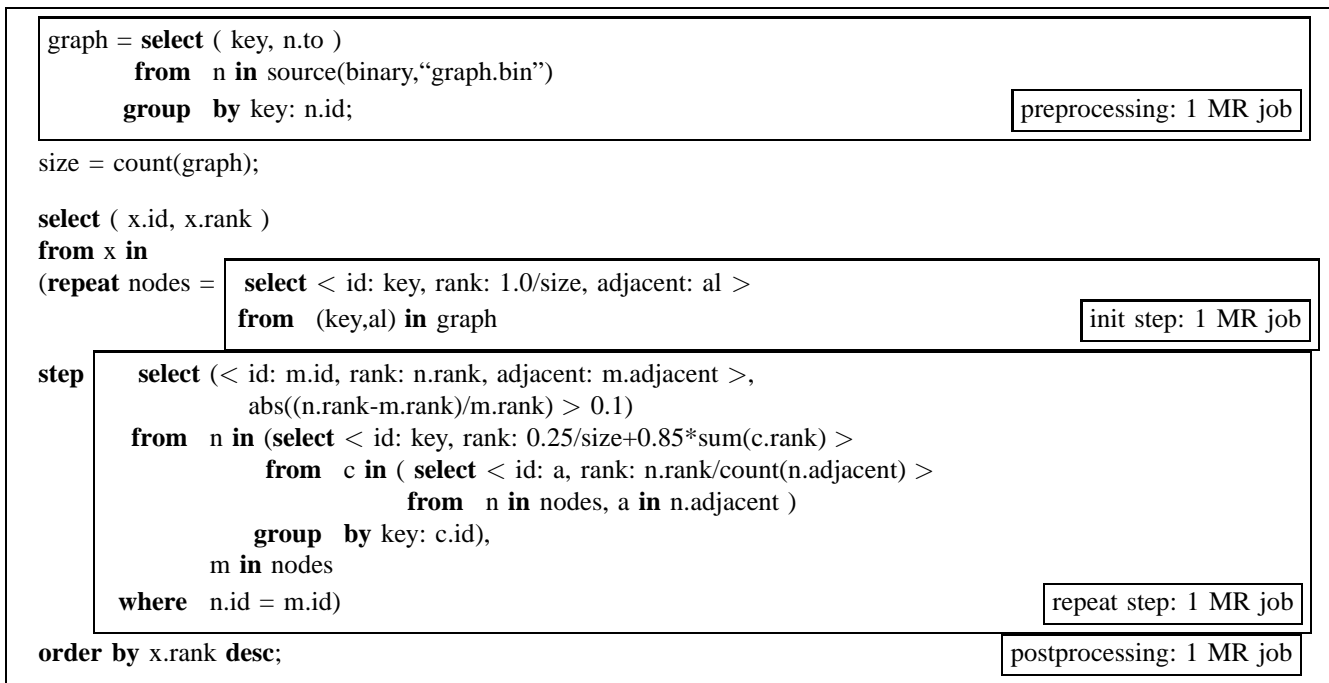 graph = select ( key, n.to )
from n in source(binary,“graph.bin”)
group by key: n.id;
preprocessing: 1 MR job
size = count(graph);
select ( x.id, x.rank )
from x in
(repeat nodes = select < id: key, rank: 1.0/size, adjacent: al >
from (key,al) in graph
init step: 1 MR job
step select (< id: m.id, rank: n.rank, adjacent: m.adjacent >,
abs((n.rank-m.rank)/m.rank) > 0.1)
from n in (select < id: key, rank: 0.25/size+0.85*sum(c.rank) >
from c in ( select < id: a, rank: n.rank/count(n.adjacent) >
from n in nodes, a in n.adjacent )
group by key: c.id),
m in nodes
where n.id = m.id)
repeat step: 1 MR job
order by x.rank desc;
postprocessing: 1 MR job